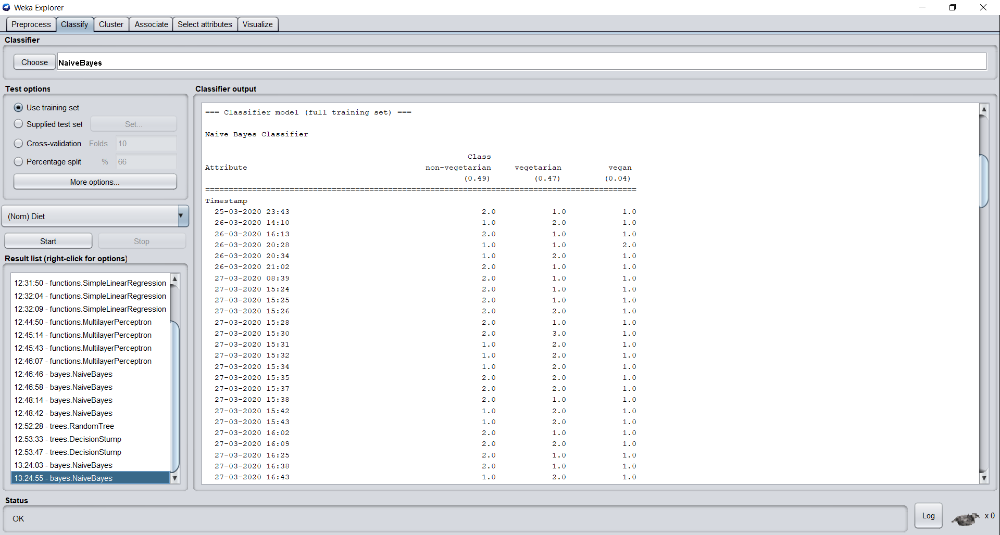 Weka Explorer
Preprocess Classify Cluster Associate Select attributes Visualize
Classifier
Choose NaiveBayes
Test options
Use training set
Supplied test set Set...
Cross-validation Folds 10
Percentage split % 66
More options...
(Nom) Diet
Start Stop
Result list (right-click for options)
12:31:50 - functions.SimpleLinearRegression
12:32:04 - functions.SimpleLinearRegression
12:32:09 - functions.SimpleLinearRegression
12:44:50 - functions.MultilayerPerceptron
12:45:14 - functions.MultilayerPerceptron
12:45:43 - functions.MultilayerPerceptron
12:46:07 - functions.MultilayerPerceptron
12:46:46 - bayes.NaiveBayes
12:46:58 - bayes.NaiveBayes
12:48:14 - bayes.NaiveBayes
12:48:42 - bayes.NaiveBayes
12:52:28 - trees.RandomTree
12:53:33 - trees.DecisionStump
12:53:47 - trees.DecisionStump
13:24:03 - bayes.NaiveBayes
13:24:55 - bayes.NaiveBayes
Classifier output
=== Classifier model (full training set) ===
Naive Bayes Classifier
Class
Attribute non-vegetarian vegetarian vegan
(0.49) (0.47) (0.04)
============================================================================================
Timestamp
25-03-2020 23:43 2.0 1.0 1.0
26-03-2020 14:10 1.0 2.0 1.0
26-03-2020 16:13 2.0 1.0 1.0
26-03-2020 20:28 1.0 1.0 2.0
26-03-2020 20:34 1.0 2.0 1.0
26-03-2020 21:02 2.0 1.0 1.0
27-03-2020 08:39 2.0 1.0 1.0
27-03-2020 15:24 2.0 1.0 1.0
27-03-2020 15:25 2.0 1.0 1.0
27-03-2020 15:26 2.0 2.0 1.0
27-03-2020 15:28 2.0 1.0 1.0
27-03-2020 15:30 2.0 3.0 1.0
27-03-2020 15:31 1.0 2.0 1.0
27-03-2020 15:32 1.0 2.0 1.0
27-03-2020 15:34 1.0 2.0 1.0
27-03-2020 15:35 2.0 2.0 1.0
27-03-2020 15:37 2.0 2.0 1.0
27-03-2020 15:38 2.0 1.0 1.0
27-03-2020 15:42 1.0 2.0 1.0
27-03-2020 15:43 1.0 2.0 1.0
27-03-2020 16:02 2.0 1.0 1.0
27-03-2020 16:09 2.0 2.0 1.0
27-03-2020 16:25 2.0 1.0 1.0
27-03-2020 16:38 2.0 1.0 1.0
27-03-2020 16:43 1.0 2.0 1.0
Status
OK
Log x 0